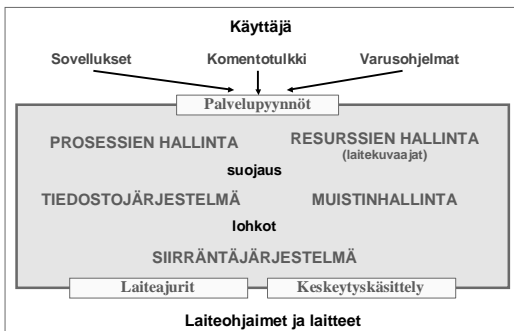 Käyttäjä
Sovellukset Komentotulkki Varusohjelmat
Palvelupyynnöt
PROSESSIEN HALLINTA RESURSSIEN HALLINTA
(laitekuvaajat)
suojaus
TIEDOSTOJÄRJESTELMÄ MUISTINHALLINTA
lohkot
SIIRRÄNTÄJÄRJESTELMÄ
Laiteajurit Keskeytyskäsittely
Laiteohjaimet ja laitteet